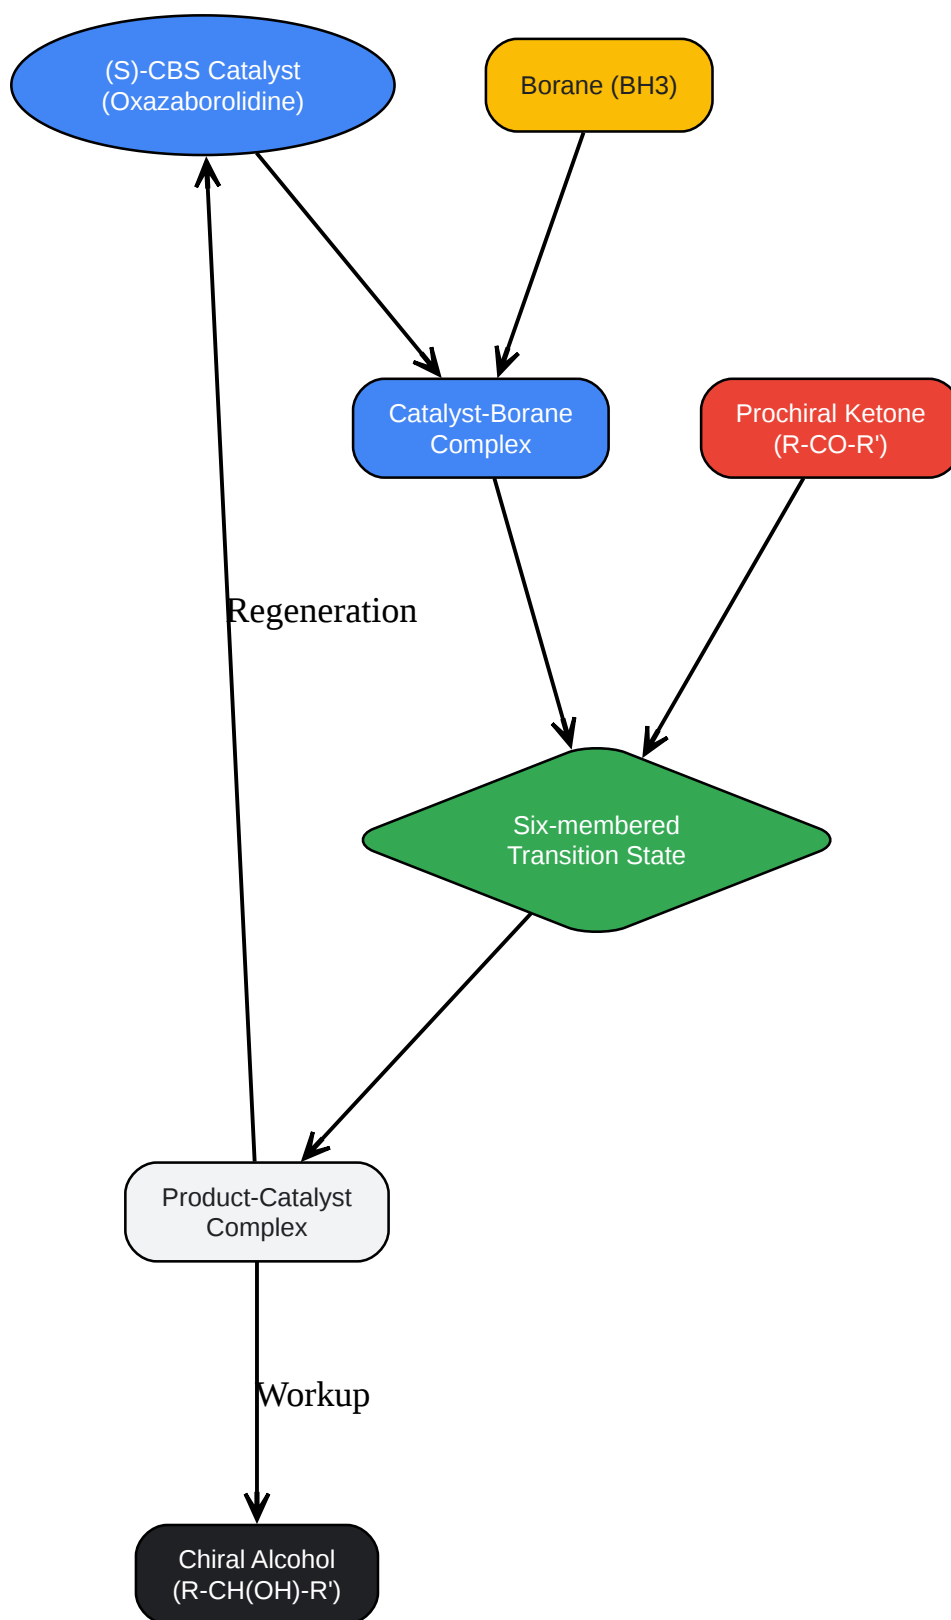 (S)-CBS Catalyst
(Oxazaborolidine)
Borane (BH3)
Catalyst-Borane
Complex
Prochiral Ketone
(R-CO-R')
Regeneration
Six-membered
Transition State
Product-Catalyst
Complex
Workup
Chiral Alcohol
(R-CH(OH)-R')